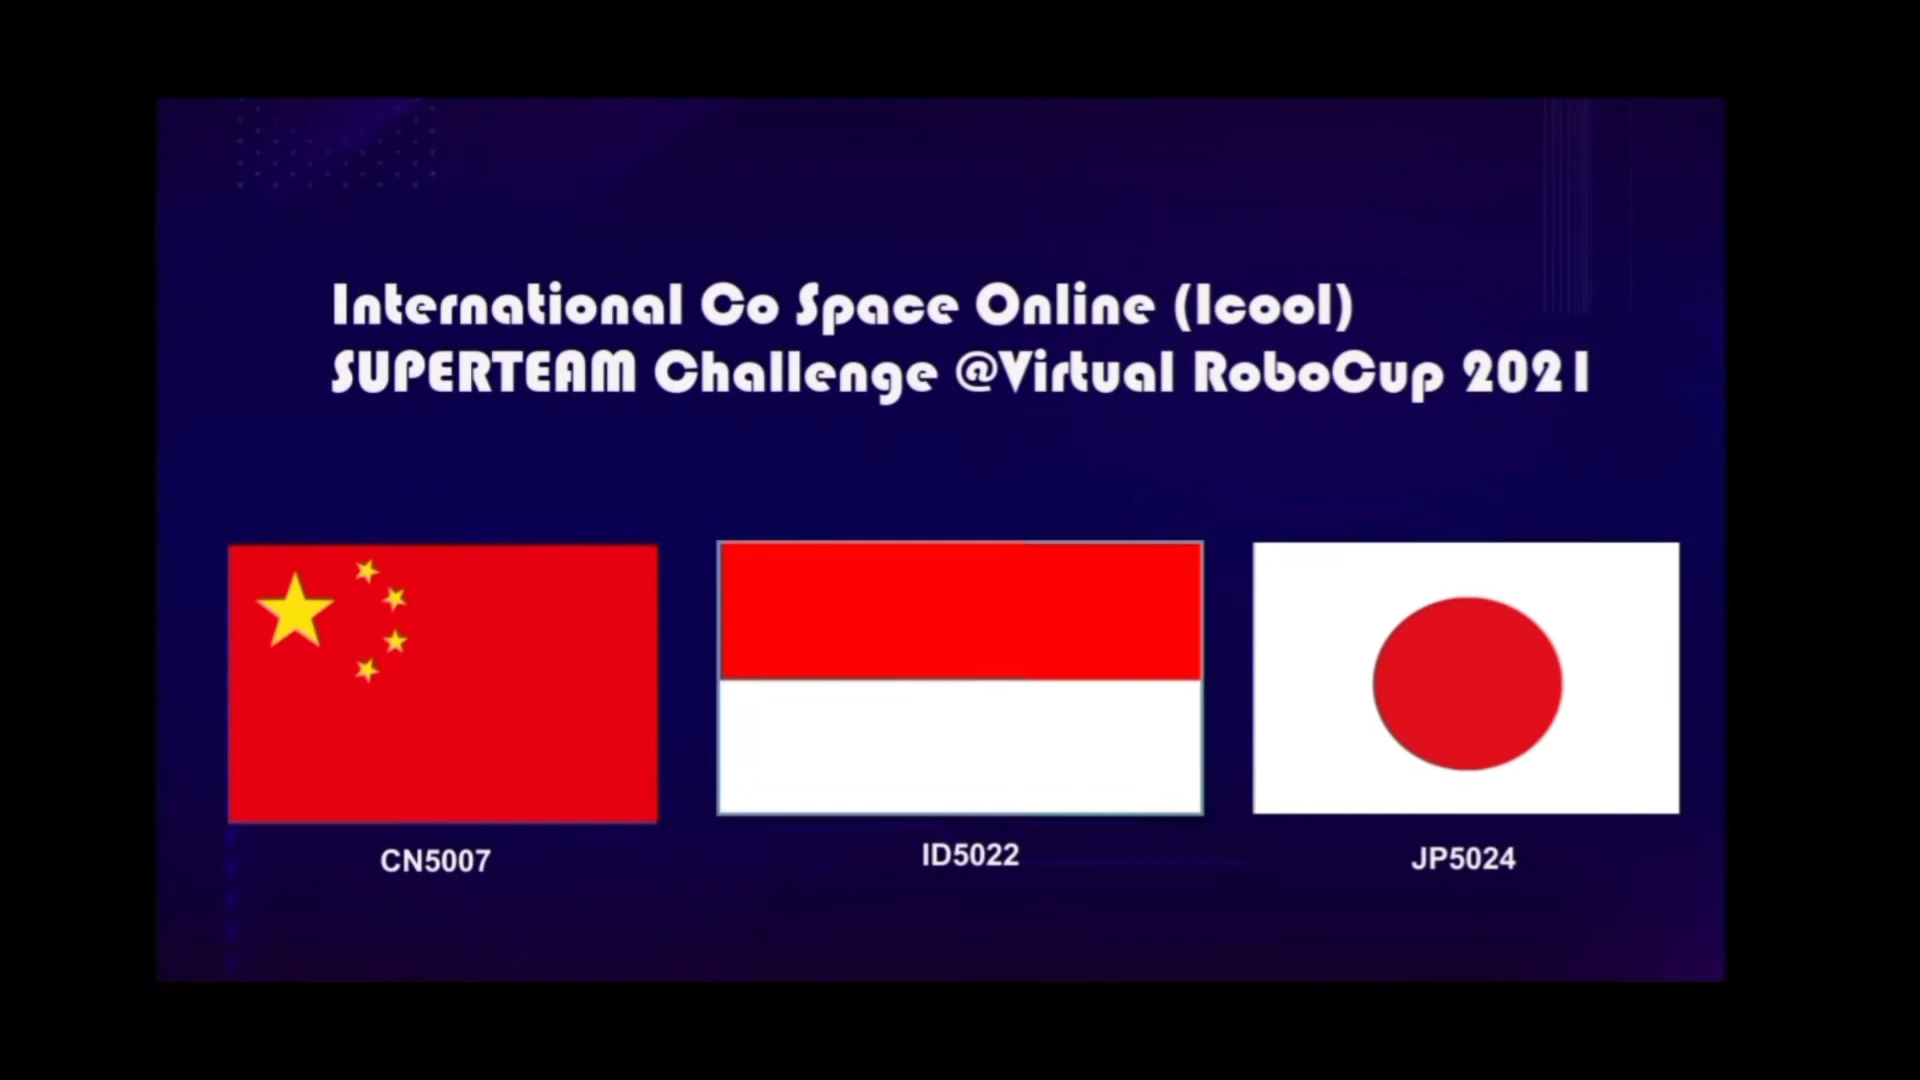 International Co Space Online (Icool)
SUPERTEAM Challenge @Virtual RoboCup 2021
CN5007
ID5022
JP5024